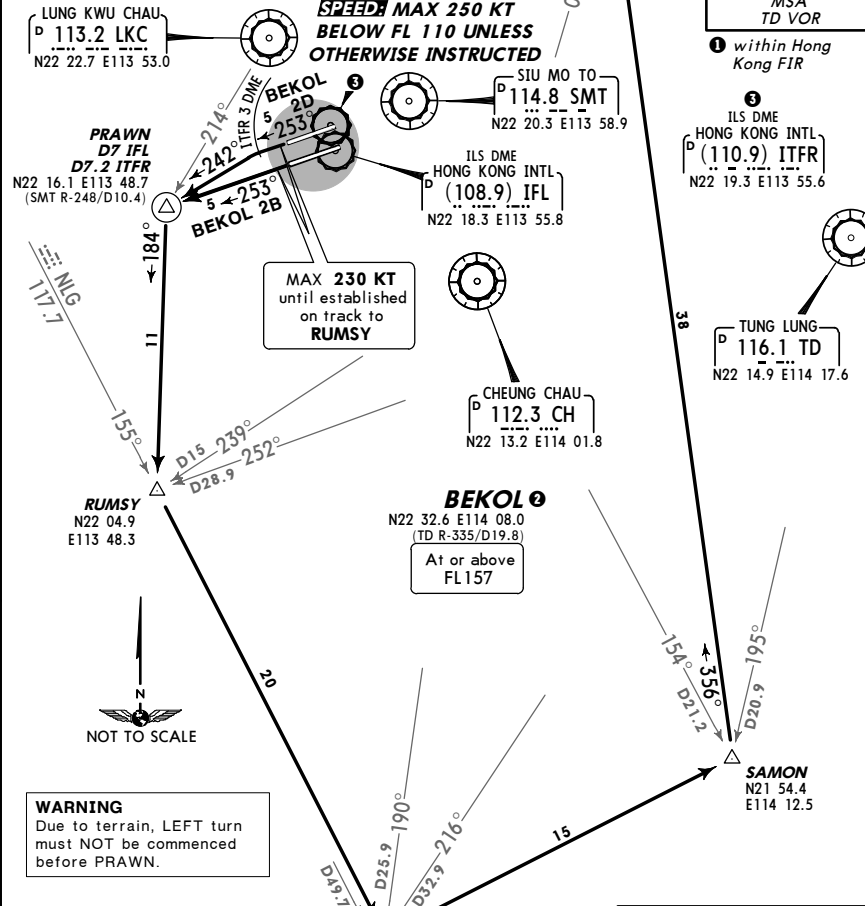 LUNG KWU CHAU
D 113.2 LKC
N22 22.7 E113 53.0
SPEED: MAX 250 KT
BELOW FL 110 UNLESS
OTHERWISE INSTRUCTED
MSA
TD VOR
❶ within Hong
Kong FIR
SIU MO TO
D 114.8 SMT
N22 20.3 E113 58.9
❸
ILS DME
HONG KONG INTL
D (110.9) ITFR
N22 19.3 E113 55.6
ILS DME
HONG KONG INTL
D (108.9) IFL
N22 18.3 E113 55.8
PRAWN
D7 IFL
D7.2 ITFR
N22 16.1 E113 48.7
(SMT R-248/D10.4)
214°
ITFR 3 DME
BEKOL
2D
5
253°
❸
242°
5 253°
BEKOL 2B
184°
11
NLG
117.7
155°
MAX 230 KT
until established
on track to
RUMSY
38
TUNG LUNG
D 116.1 TD
N22 14.9 E114 17.6
CHEUNG CHAU
D 112.3 CH
N22 13.2 E114 01.8
D15 239°
D28.9 252°
RUMSY
N22 04.9
E113 48.3
BEKOL ❷
N22 32.6 E114 08.0
(TD R-335/D19.8)
At or above
FL157
20
N
NOT TO SCALE
154°
D21.2
356°
195°
D20.9
SAMON
N21 54.4
E114 12.5
WARNING
Due to terrain, LEFT turn
must NOT be commenced
before PRAWN.
15
D49.7
D25.9 190°
D32.9 216°